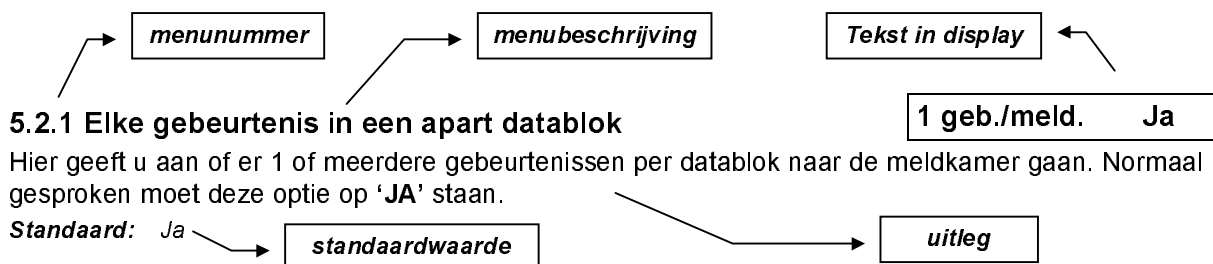 menunummer menubeschrijving Tekst in display
5.2.1 Elke gebeurtenis in een apart datablok 1 geb./meld. Ja
Hier geeft u aan of er 1 of meerdere gebeurtenissen per datablok naar de meldkamer gaan. Normaal
gesproken moet deze optie op ‘JA’ staan.
Standaard: Ja standaardwaarde uitleg